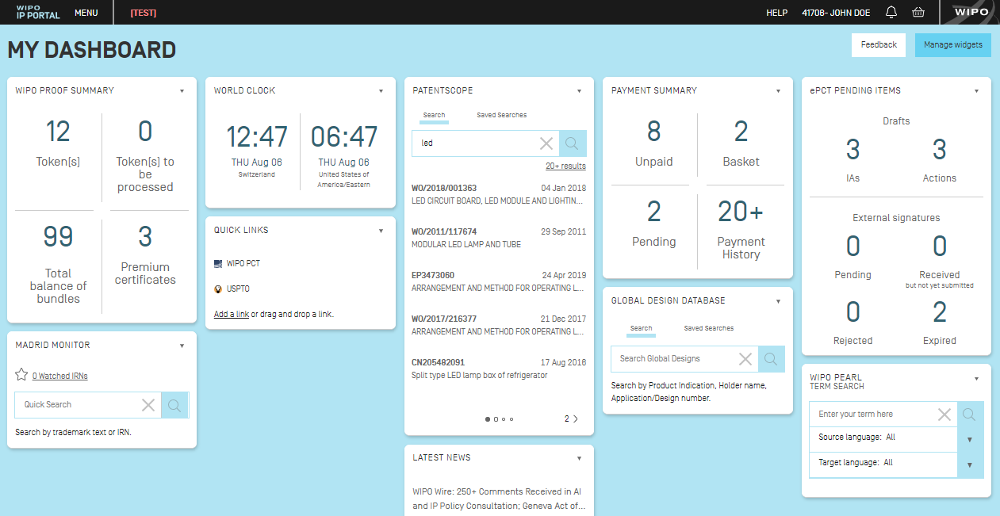 WIPO
IP PORTAL
MENU
[TEST]
HELP
41708- JOHN DOE
WIPO
MY DASHBOARD
Feedback
Manage widgets
WIPO PROOF SUMMARY
12
Token(s)
0
Token(s) to
be
processed
99
Total
balance of
bundles
3
Premium
certificates
MADRID MONITOR
0 Watched IRNs
Quick Search
Search by trademark text or IRN.
WORLD CLOCK
12:47
THU Aug 06
Switzerland
06:47
THU Aug 06
United States of
America/Eastern
QUICK LINKS
WIPO PCT
USPTO
Add a link or drag and drop a link.
PATENTSCOPE
Search
Saved Searches
led
20+ results
WO/2018/001363
04 Jan 2018
LED CIRCUIT BOARD, LED MODULE AND LIGHTIN...
WO/2011/117674
29 Sep 2011
MODULAR LED LAMP AND TUBE
EP3473060
24 Apr 2019
ARRANGEMENT AND METHOD FOR OPERATING L...
WO/2017/216377
21 Dec 2017
ARRANGEMENT AND METHOD FOR OPERATING L...
CN205482091
17 Aug 2016
Split type LED lamp box of refrigerator
2
LATEST NEWS
WIPO Wire: 250+ Comments Received in AI
and IP Policy Consultation; Geneva Act of...
PAYMENT SUMMARY
8
Unpaid
2
Basket
2
Pending
20+
Payment
History
GLOBAL DESIGN DATABASE
Search
Saved Searches
Search Global Designs
Search by Product Indication, Holder name,
Application/Design number.
ePCT PENDING ITEMS
Drafts
3
IAs
3
Actions
External signatures
0
Pending
0
Received
but not yet submitted
0
Rejected
2
Expired
WIPO PEARL
TERM SEARCH
Enter your term here
Source language: All
Target language: All